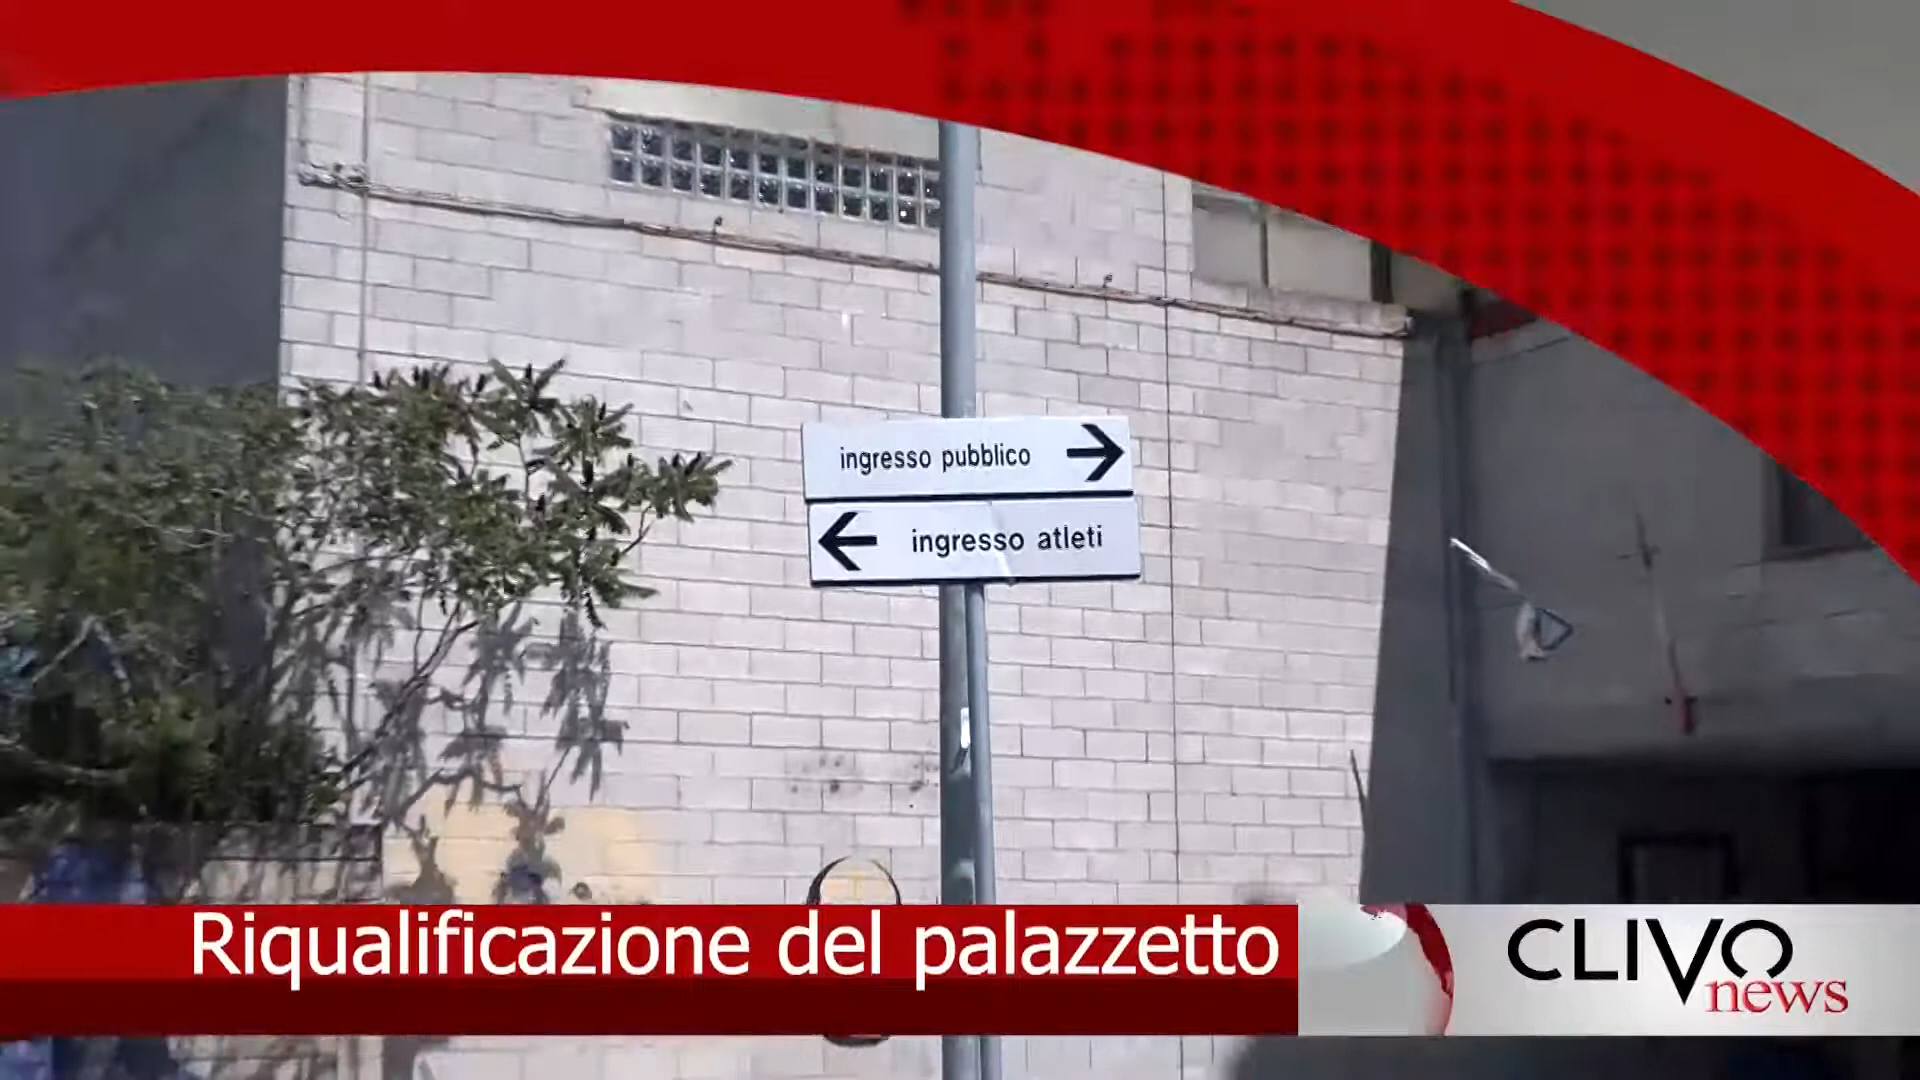 ingresso pubblico
ingresso atleti
Riqualificazione del palazzetto
CLIVO
news